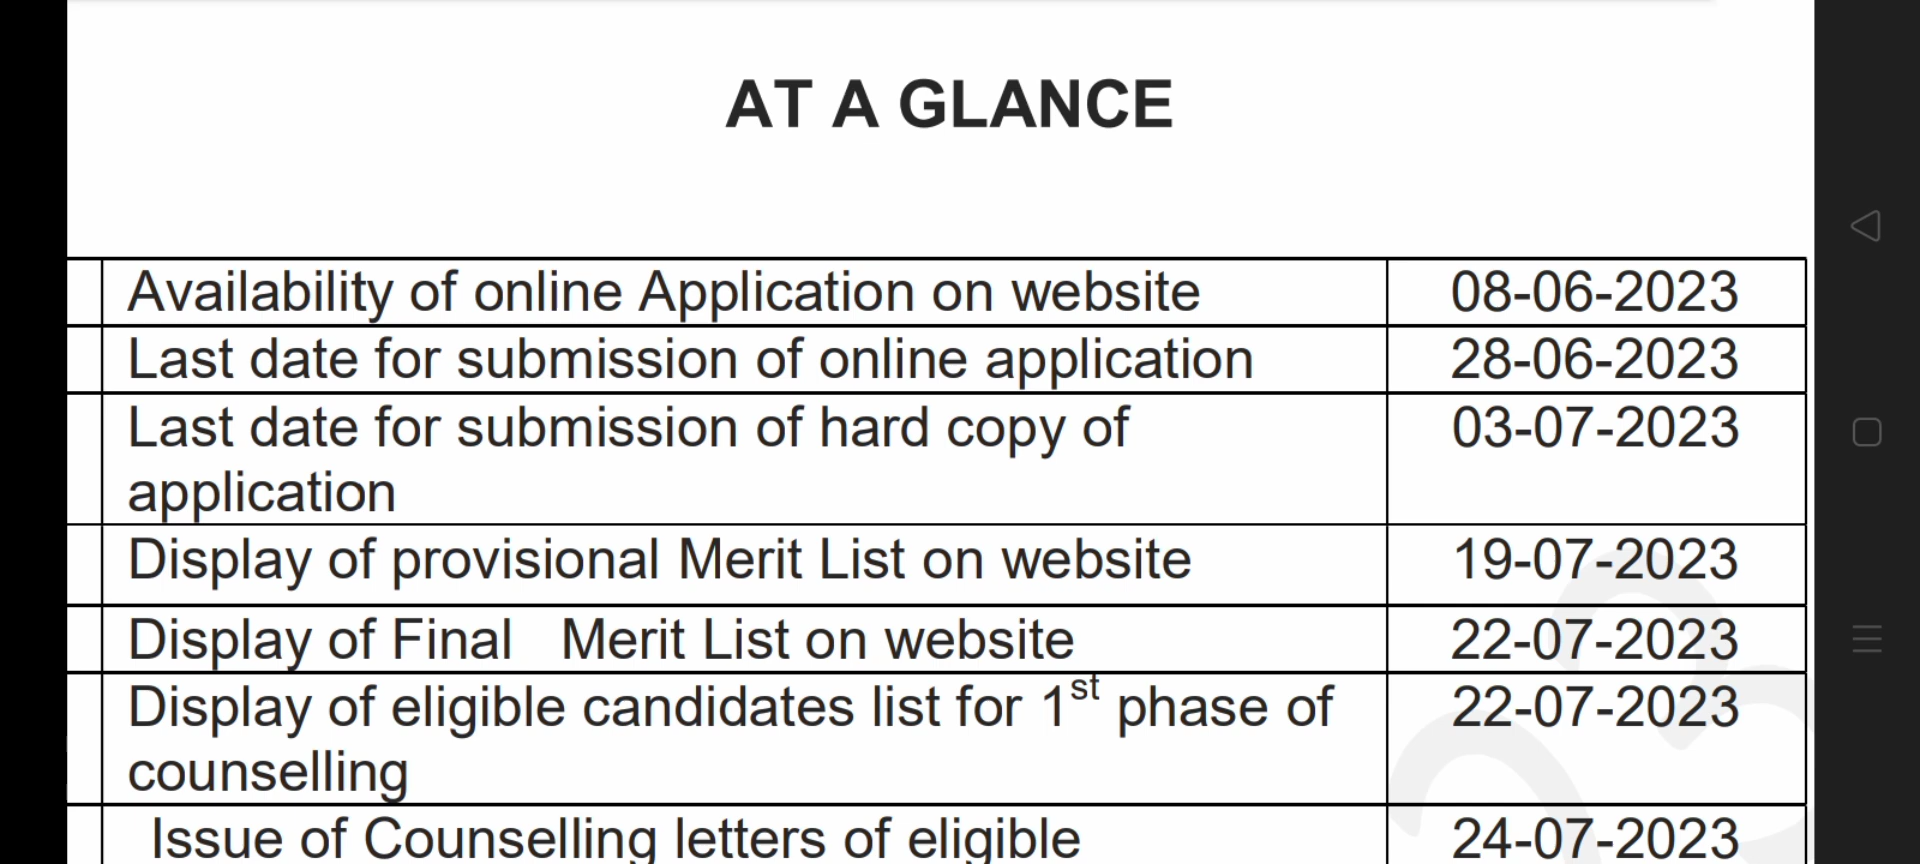 AT A GLANCE
Availability of online Application on website 08-06-2023
Last date for submission of online application 28-06-2023
Last date for submission of hard copy of 03-07-2023
application
Display of provisional Merit List on website 19-07-2023
Display of Final Merit List on website 22-07-2023
Display of eligible candidates list for 1st phase of 22-07-2023
counselling
Issue of Counselling letters of eligible 24-07-2023